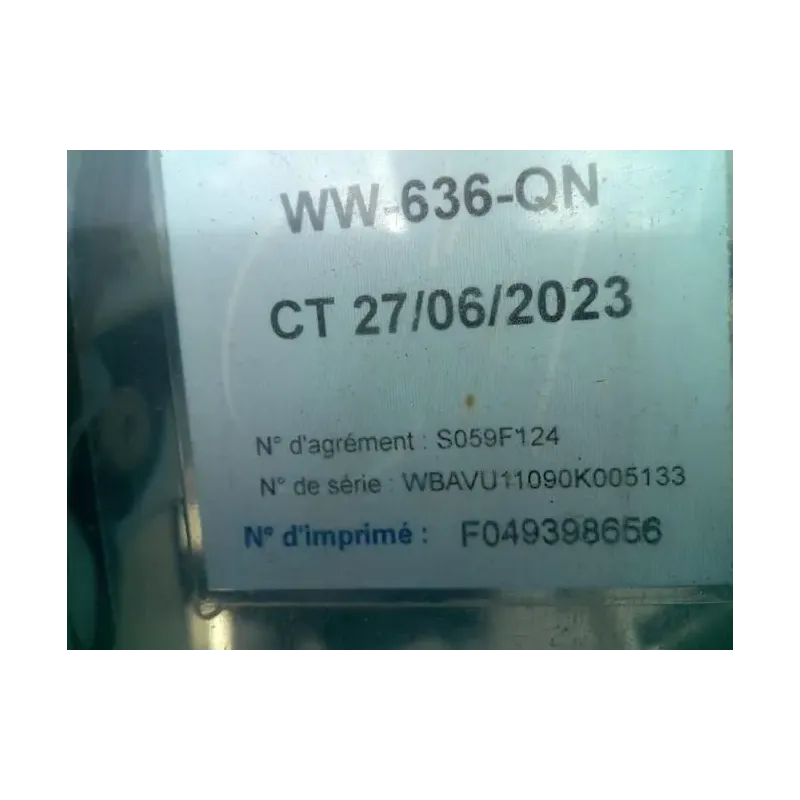 WW-636-QN
CT 27/06/2023
N° d'agrément : S059F124
N° de série : WBAVU11090K005133
N° d'imprimé : F049398656